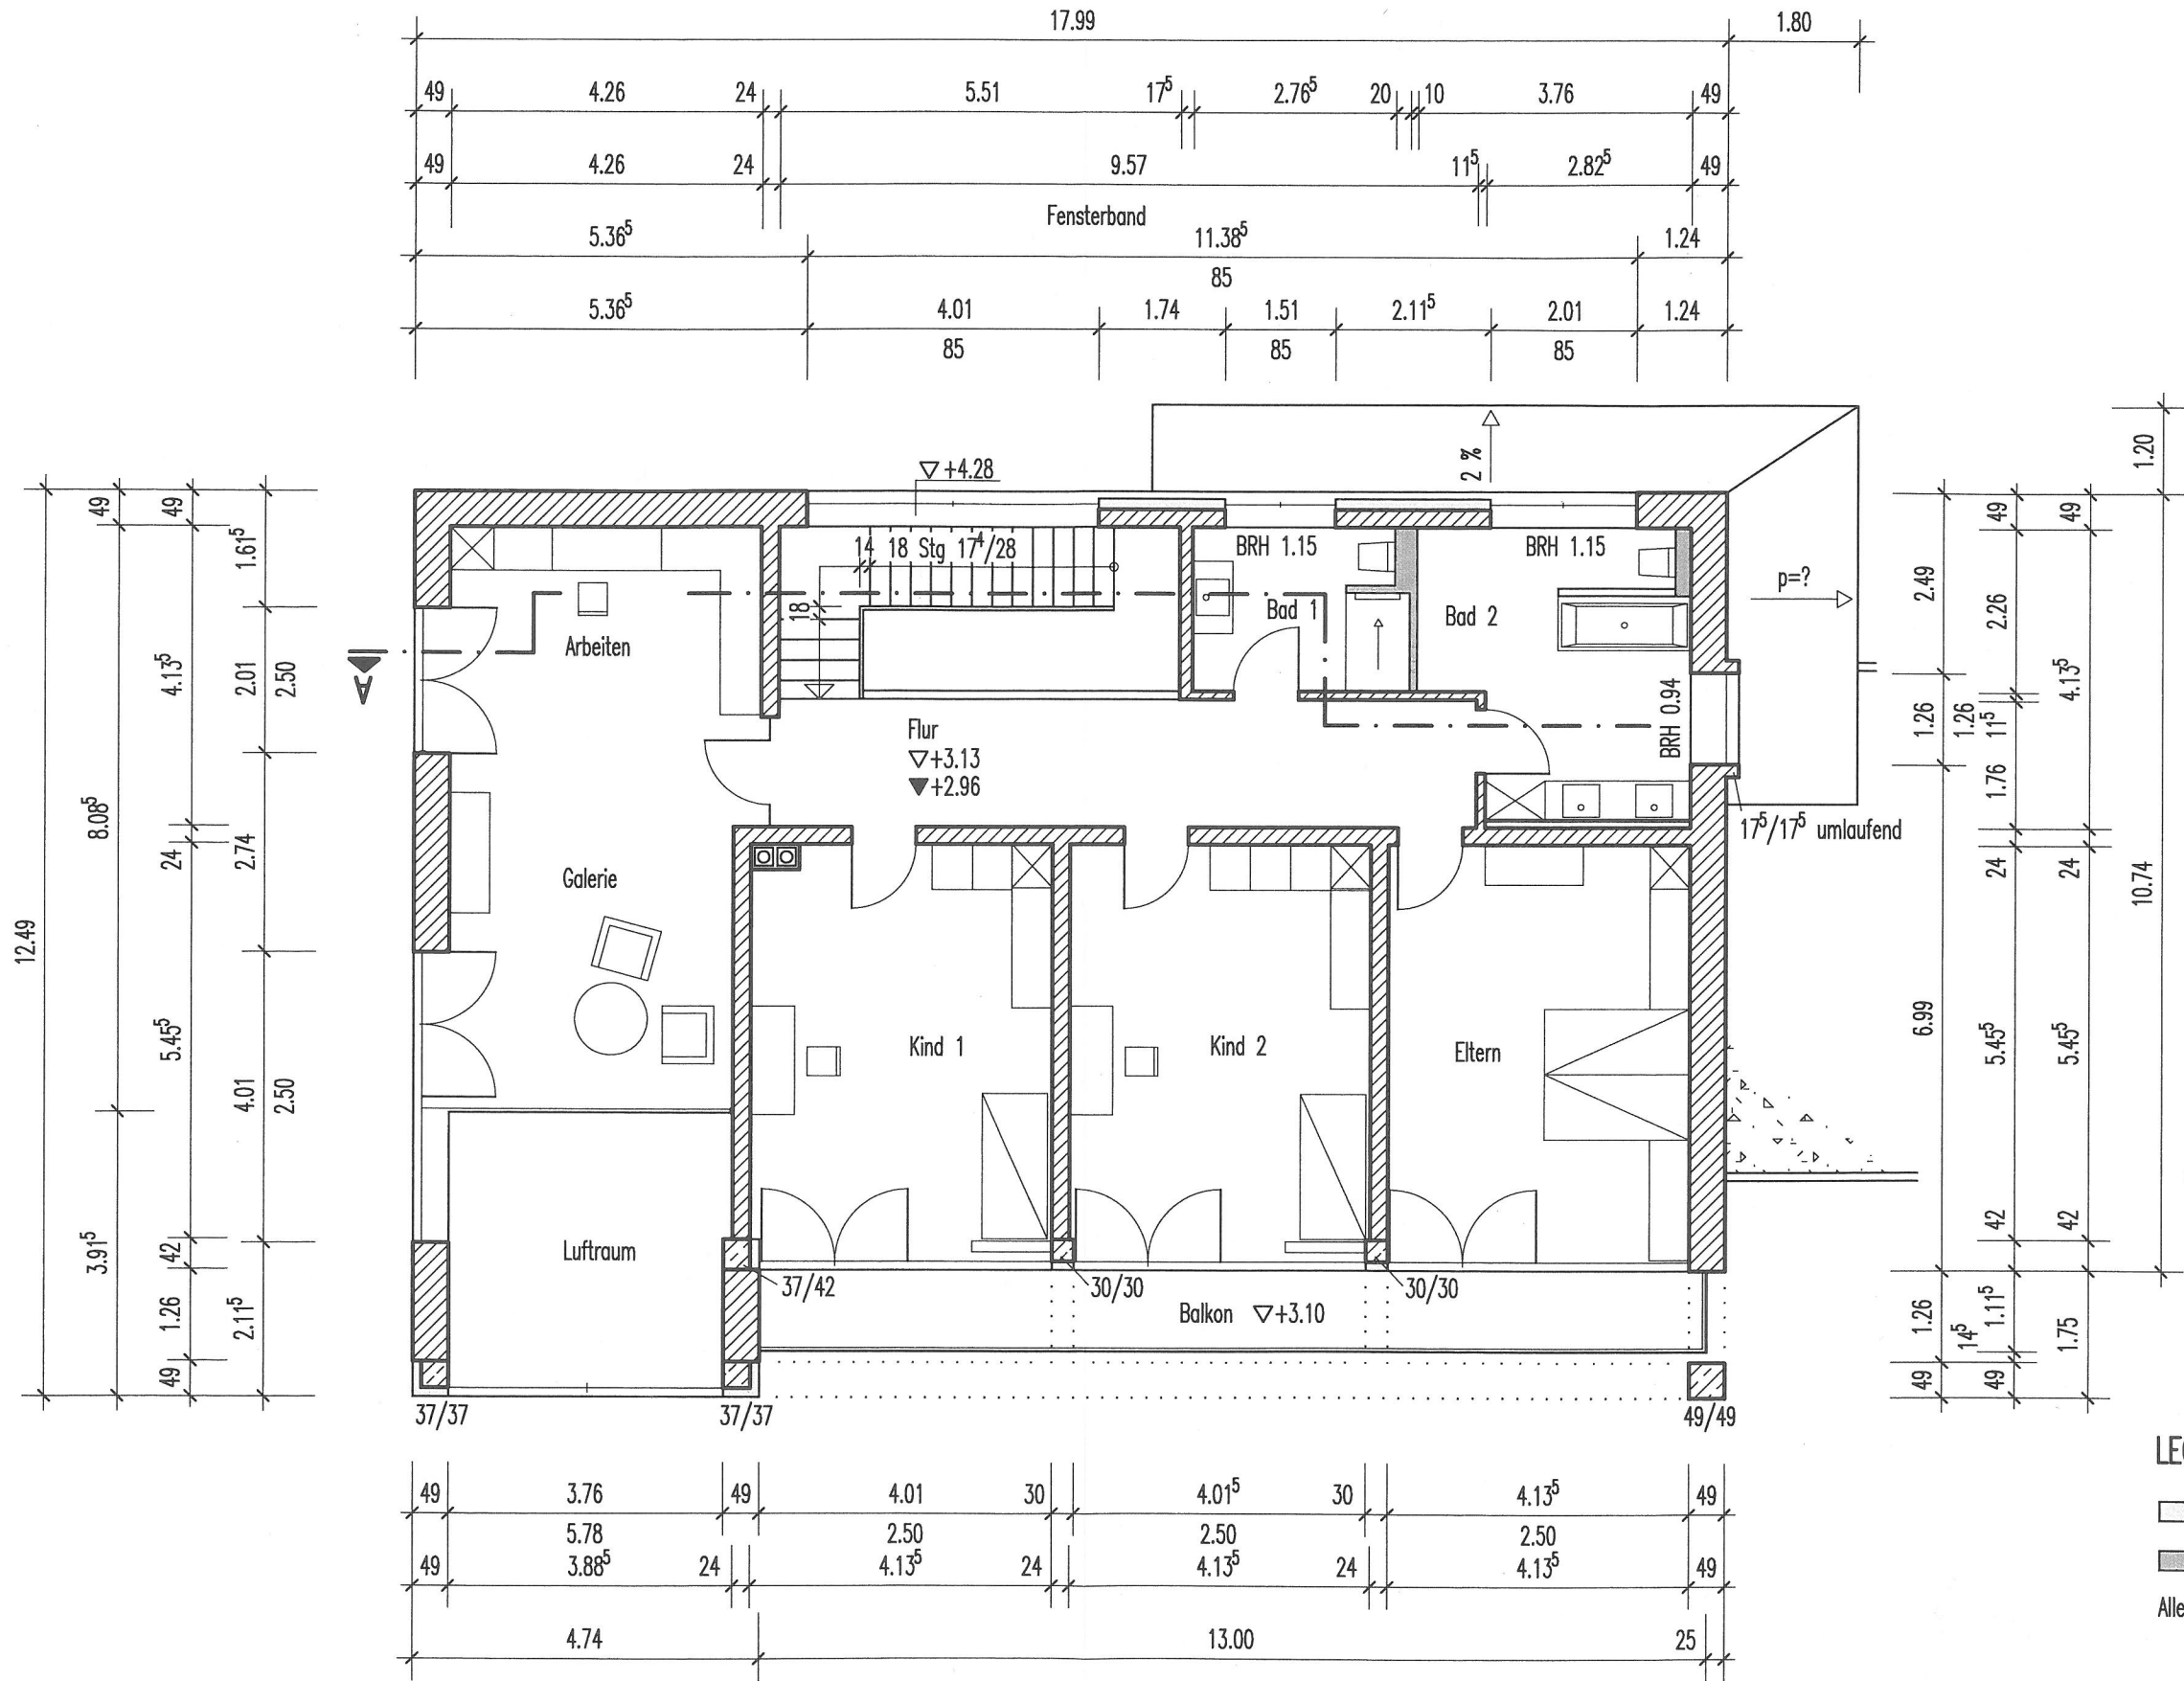 17.99 1.80
49 4.26 24 5.51 17⁵ 2.76⁵ 20 10 3.76 49
49 4.26 24 9.57 11⁵ 2.82⁵ 49
Fensterband
5.36⁵ 11.38⁵ 1.24
85
5.36⁵ 4.01 1.74 1.51 2.11⁵ 2.01 1.24
85 85 85
12.49
49 8.08⁵ 3.91⁵
49 4.13⁵ 24 5.45⁵ 42 1.26 49
1.61⁵ 2.01 2.74 4.01 2.11⁵
2.50 2.50
+4.28
2 %
14 18 Stg 17⁴/28
18
BRH 1.15
BRH 1.15
p=?
Arbeiten
Bad 1
Bad 2
A
BRH 0.94
Flur
+3.13
+2.96
17⁵/17⁵ umlaufend
Galerie
Kind 1
Kind 2
Eltern
Luftraum
37/42
30/30
30/30
Balkon +3.10
37/37
37/37
49/49
2.49 1.26 6.99 1.26 49
1.26
14⁵
49 2.26 11⁵ 1.76 24 5.45⁵ 42 1.11⁵ 49
49 4.13⁵ 24 5.45⁵ 42 1.75
1.20 10.74
49 3.76 49 4.01 30 4.01⁵ 30 4.13⁵ 49
5.78 2.50 2.50 2.50
49 3.88⁵ 24 4.13⁵ 24 4.13⁵ 24 4.13⁵ 49
4.74 13.00 25
Alle